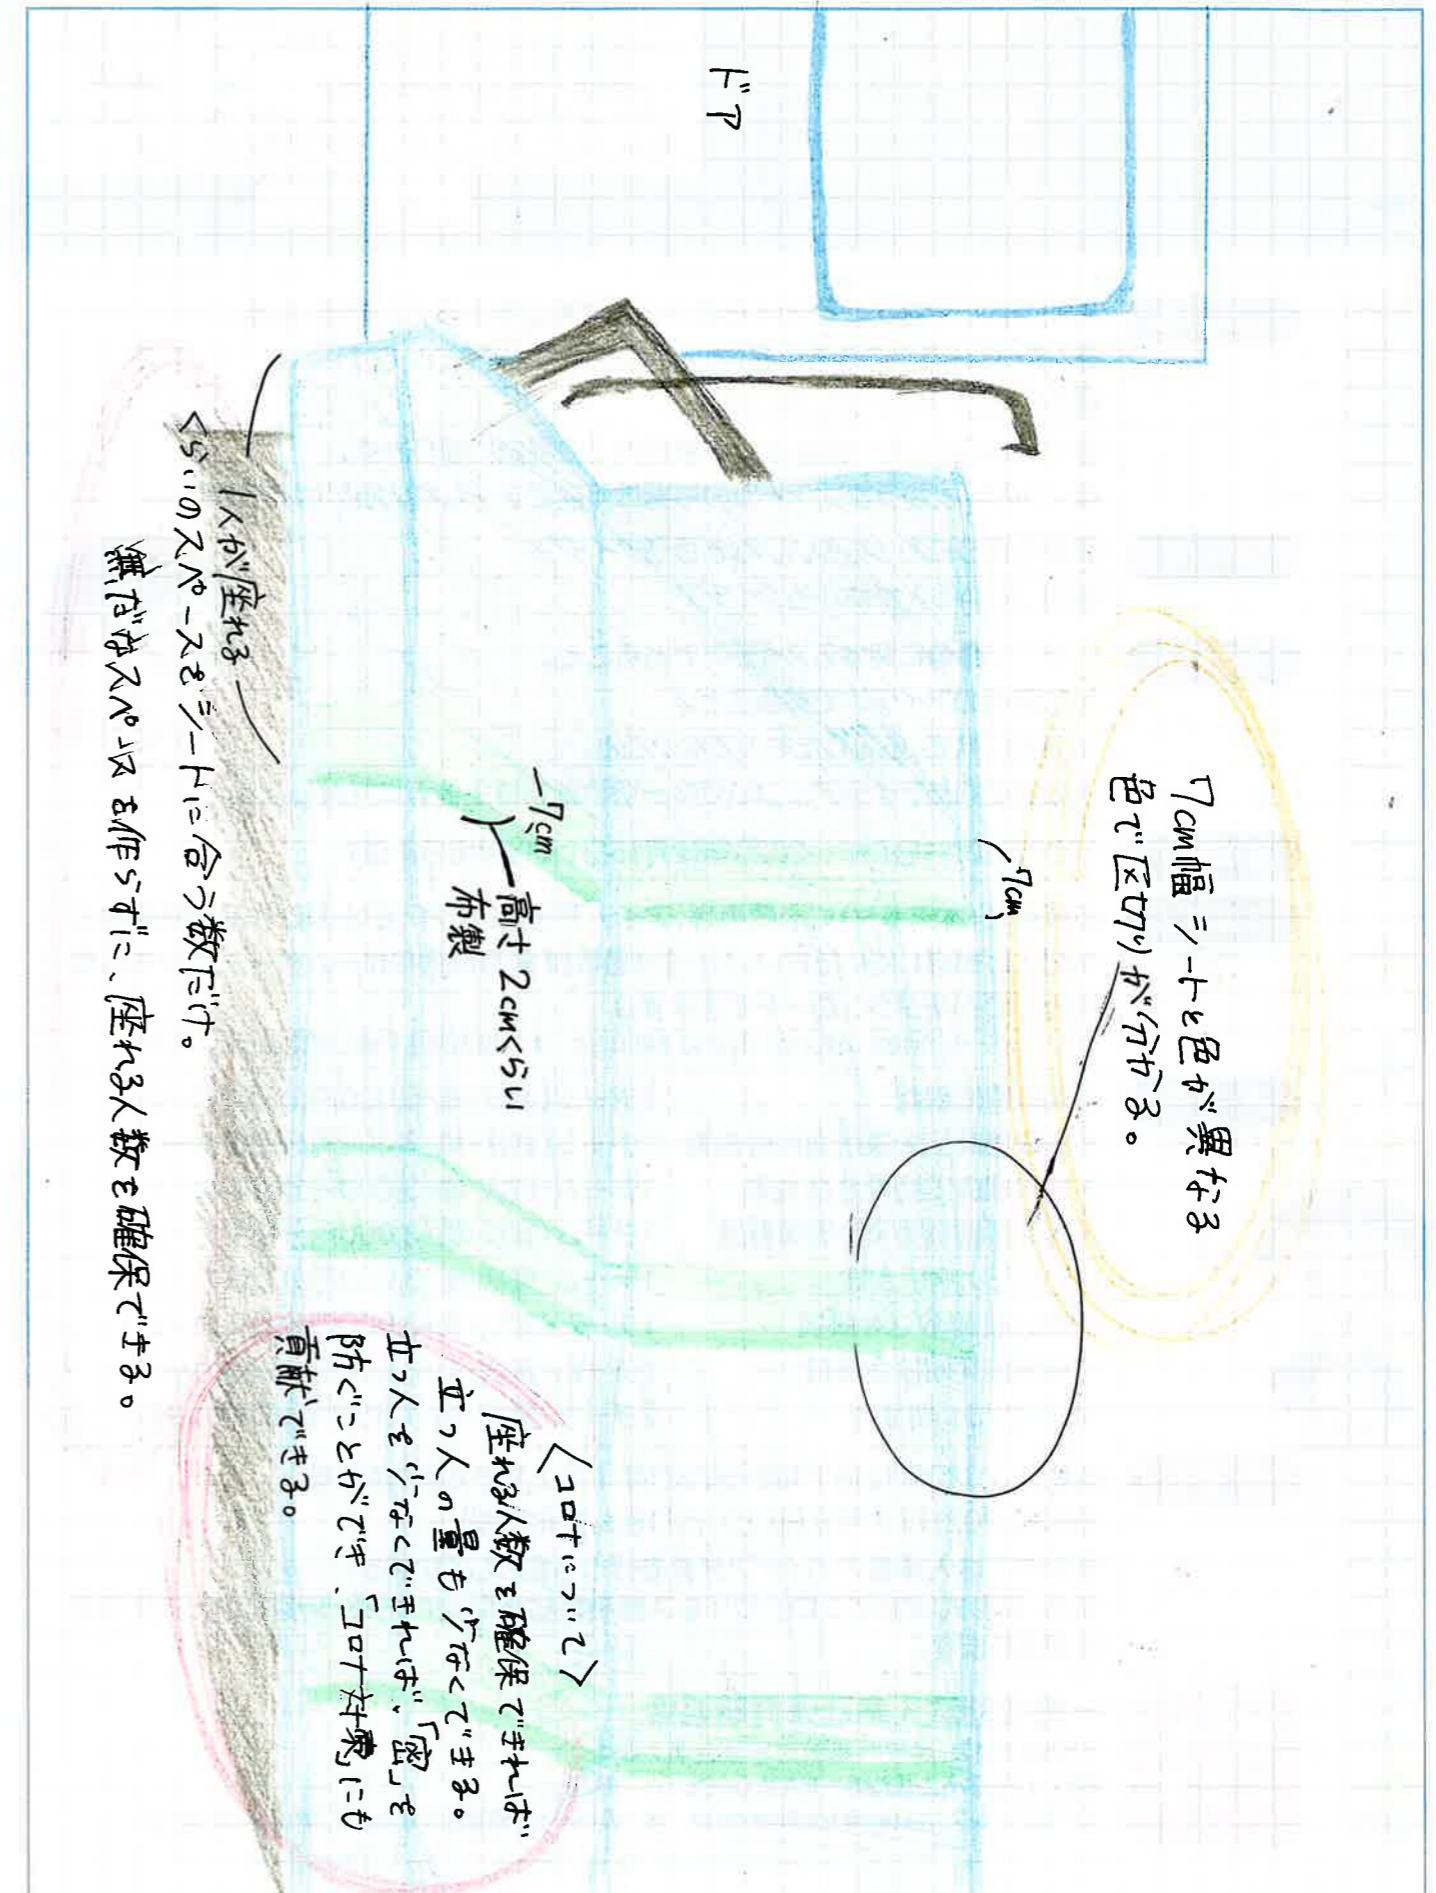 ドア
7cm幅 シートと色が異なる
色で区切りが分かる。
7cm
7cm
高さ2cmくらい
布製
1人が座れる
くらいのスペースをシートに合う数だけ。
無だなスペースを作らずに、座れる人数を確保できる。
〈コロナについて〉
座れる人数を確保できれば
立つ人の量も少なくできる。
立つ人を少なくできれば、「密」を
防ぐことができ、「コロナ対策」にも
貢献できる。